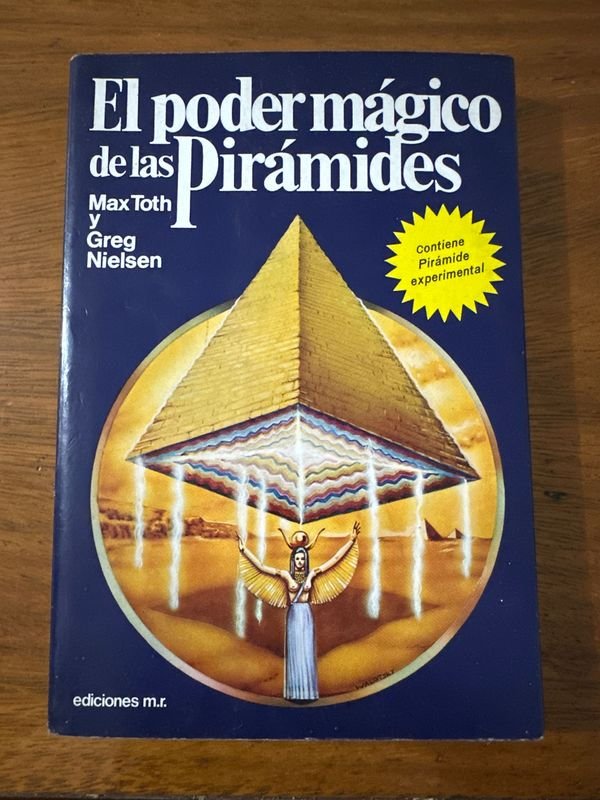 El poder mágico
de las Pirámides
Max Toth
y
Greg
Nielsen
Contiene
Pirámide
experimental
ediciones m.r.